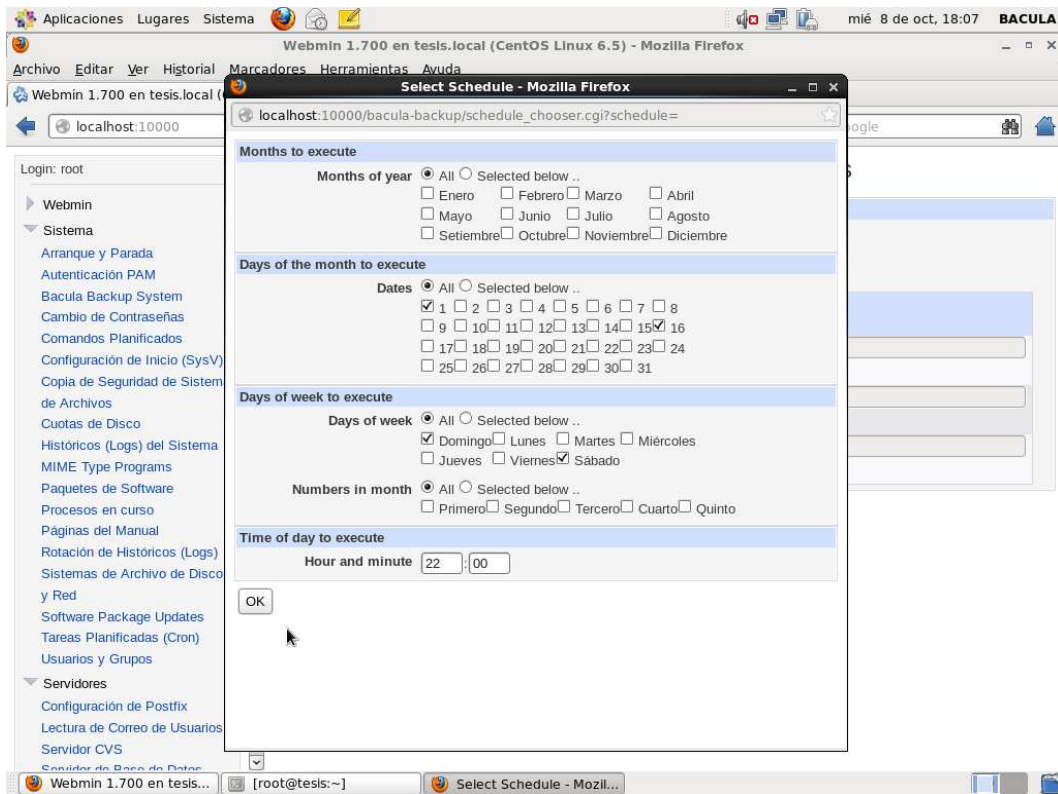 Aplicaciones Lugares Sistema mié 8 de oct, 18:07 BACULA
Webmin 1.700 en tesis.local (CentOS Linux 6.5) - Mozilla Firefox
Archivo Editar Ver Historial Marcadores Herramientas Ayuda
Webmin 1.700 en tesis.local (
localhost:10000
Login: root
Webmin
Sistema
Arranque y Parada
Autenticación PAM
Bacula Backup System
Cambio de Contraseñas
Comandos Planificados
Configuración de Inicio (SysV)
Copia de Seguridad de Sistem
de Archivos
Cuotas de Disco
Históricos (Logs) del Sistema
MIME Type Programs
Paquetes de Software
Procesos en curso
Páginas del Manual
Rotación de Históricos (Logs)
Sistemas de Archivo de Disco
y Red
Software Package Updates
Tareas Planificadas (Cron)
Usuarios y Grupos
Servidores
Configuración de Postfix
Lectura de Correo de Usuarios
Servidor CVS
Servidor de Base de Datos
Select Schedule - Mozilla Firefox
localhost:10000/bacula-backup/schedule_chooser.cgi?schedule=
Months to execute
Months of year All Selected below ..
Enero Febrero Marzo Abril
Mayo Junio Julio Agosto
Setiembre Octubre Noviembre Diciembre
Days of the month to execute
Dates All Selected below ..
1 2 3 4 5 6 7 8
9 10 11 12 13 14 15 16
17 18 19 20 21 22 23 24
25 26 27 28 29 30 31
Days of week to execute
Days of week All Selected below ..
Domingo Lunes Martes Miércoles
Jueves Viernes Sábado
Numbers in month All Selected below ..
Primero Segundo Tercero Cuarto Quinto
Time of day to execute
Hour and minute 22 : 00
OK
Webmin 1.700 en tesis... [root@tesis:~] Select Schedule - Mozil...